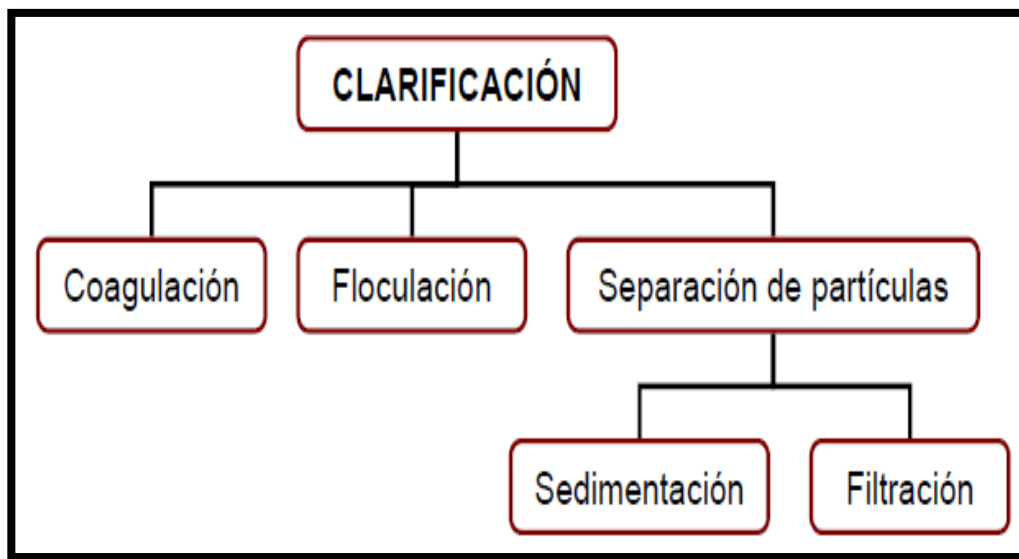 CLARIFICACIÓN
Coagulación
Floculación
Separación de partículas
Sedimentación
Filtración